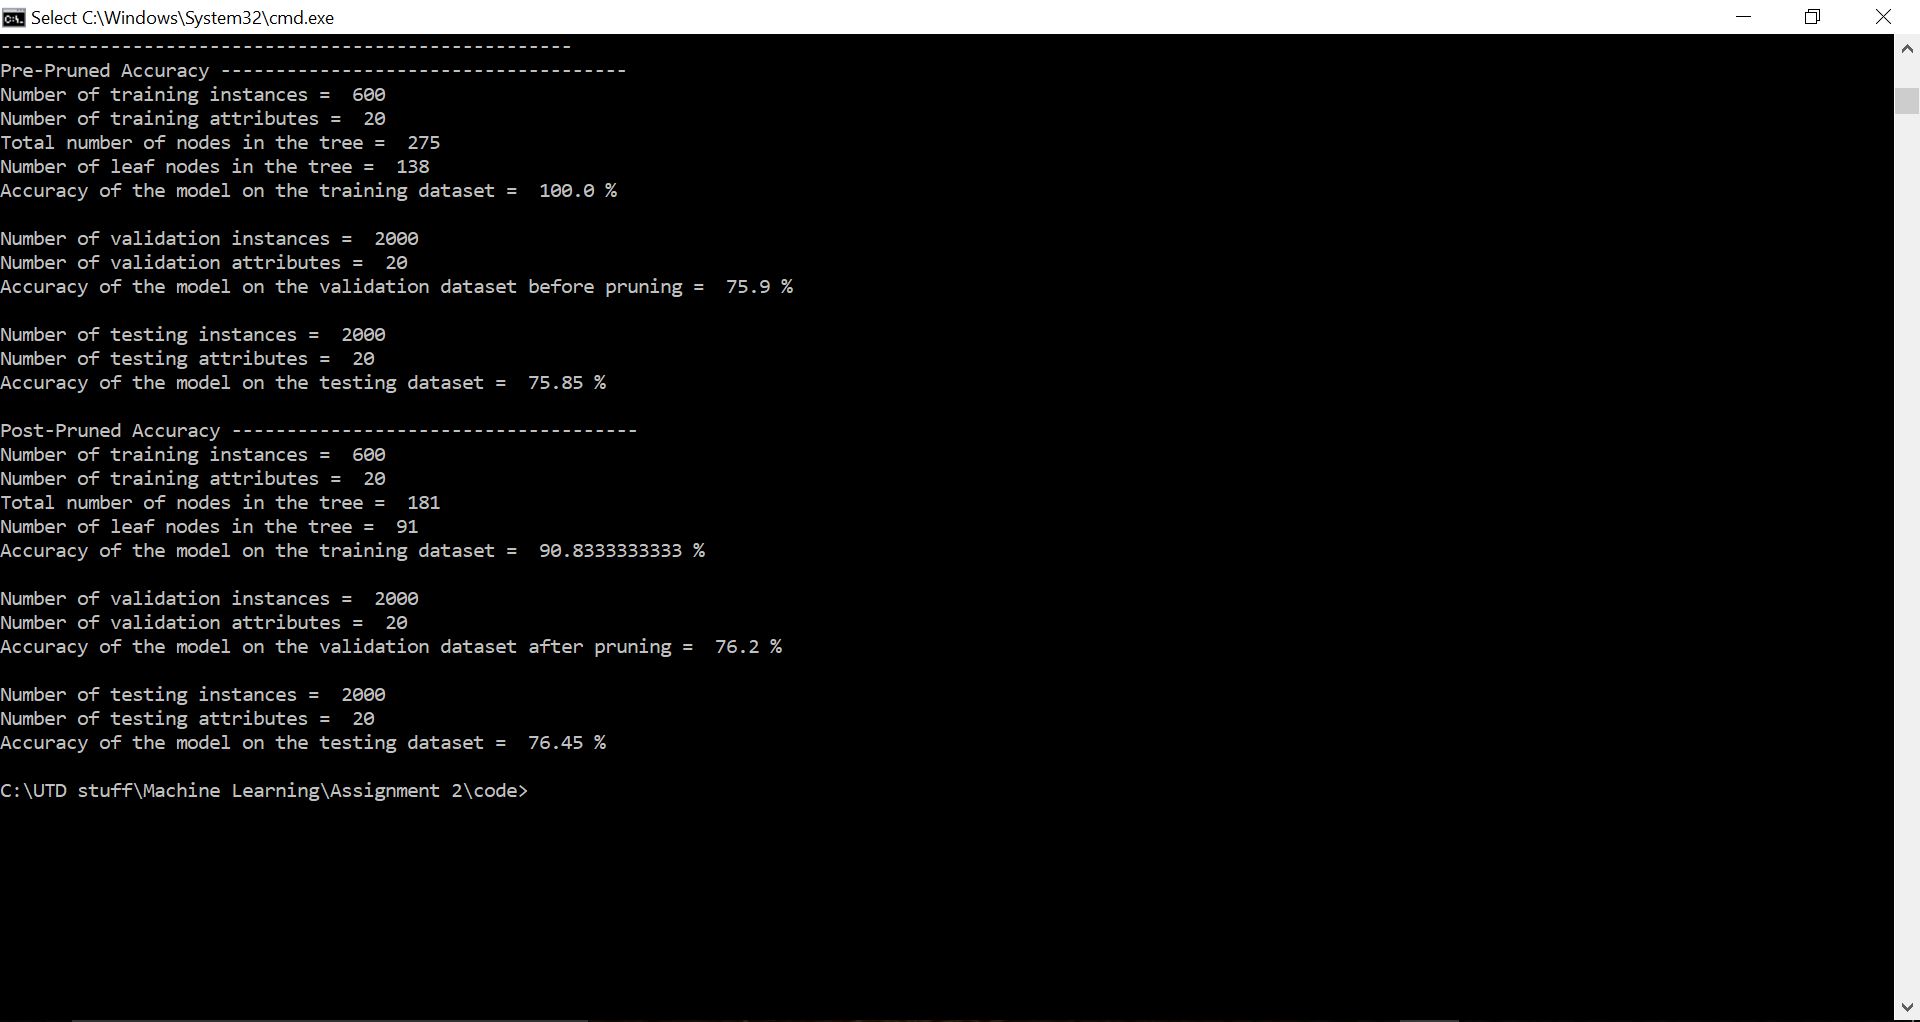 Select C:\Windows\System32\cmd.exe
----------------------------------------------------
Pre-Pruned Accuracy -------------------------------------
Number of training instances =  600
Number of training attributes =  20
Total number of nodes in the tree =  275
Number of leaf nodes in the tree =  138
Accuracy of the model on the training dataset =  100.0 %
Number of validation instances =  2000
Number of validation attributes =  20
Accuracy of the model on the validation dataset before pruning =  75.9 %
Number of testing instances =  2000
Number of testing attributes =  20
Accuracy of the model on the testing dataset =  75.85 %
Post-Pruned Accuracy -------------------------------------
Number of training instances =  600
Number of training attributes =  20
Total number of nodes in the tree =  181
Number of leaf nodes in the tree =  91
Accuracy of the model on the training dataset =  90.8333333333 %
Number of validation instances =  2000
Number of validation attributes =  20
Accuracy of the model on the validation dataset after pruning =  76.2 %
Number of testing instances =  2000
Number of testing attributes =  20
Accuracy of the model on the testing dataset =  76.45 %
C:\UTD stuff\Machine Learning\Assignment 2\code>